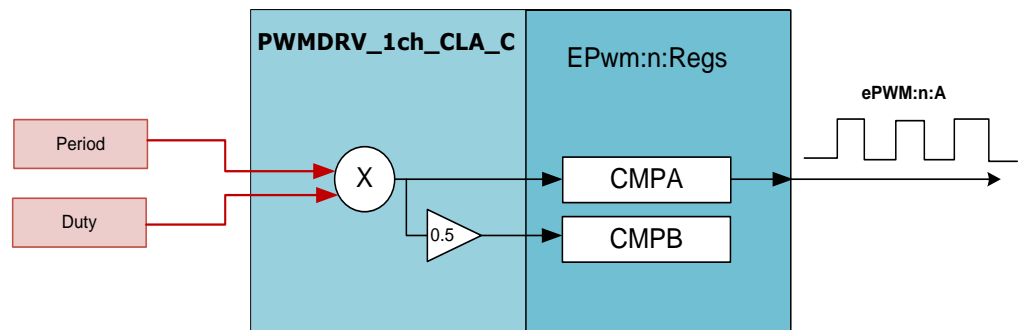 PWMDRV_1ch_CLA_C
EPwm:n:Regs
ePWM:n:A
Period
Duty
X
0.5
CMPA
CMPB